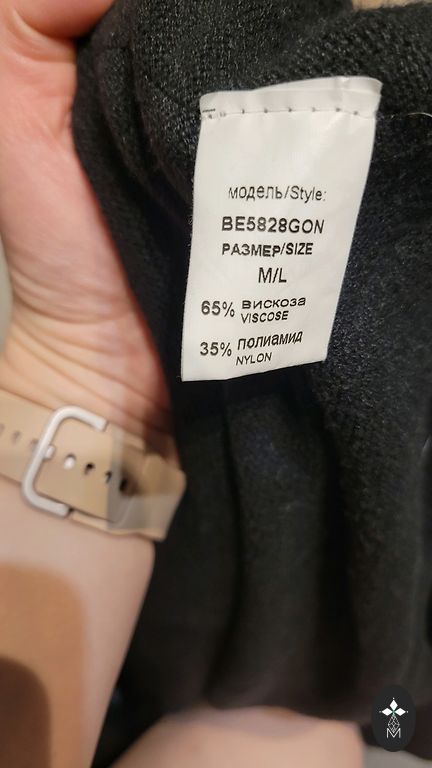 модель/Style:
BE5828GON
РАЗМЕР/SIZE
M/L
65% вискоза
VISCOSE
35% полиамид
NYLON
M